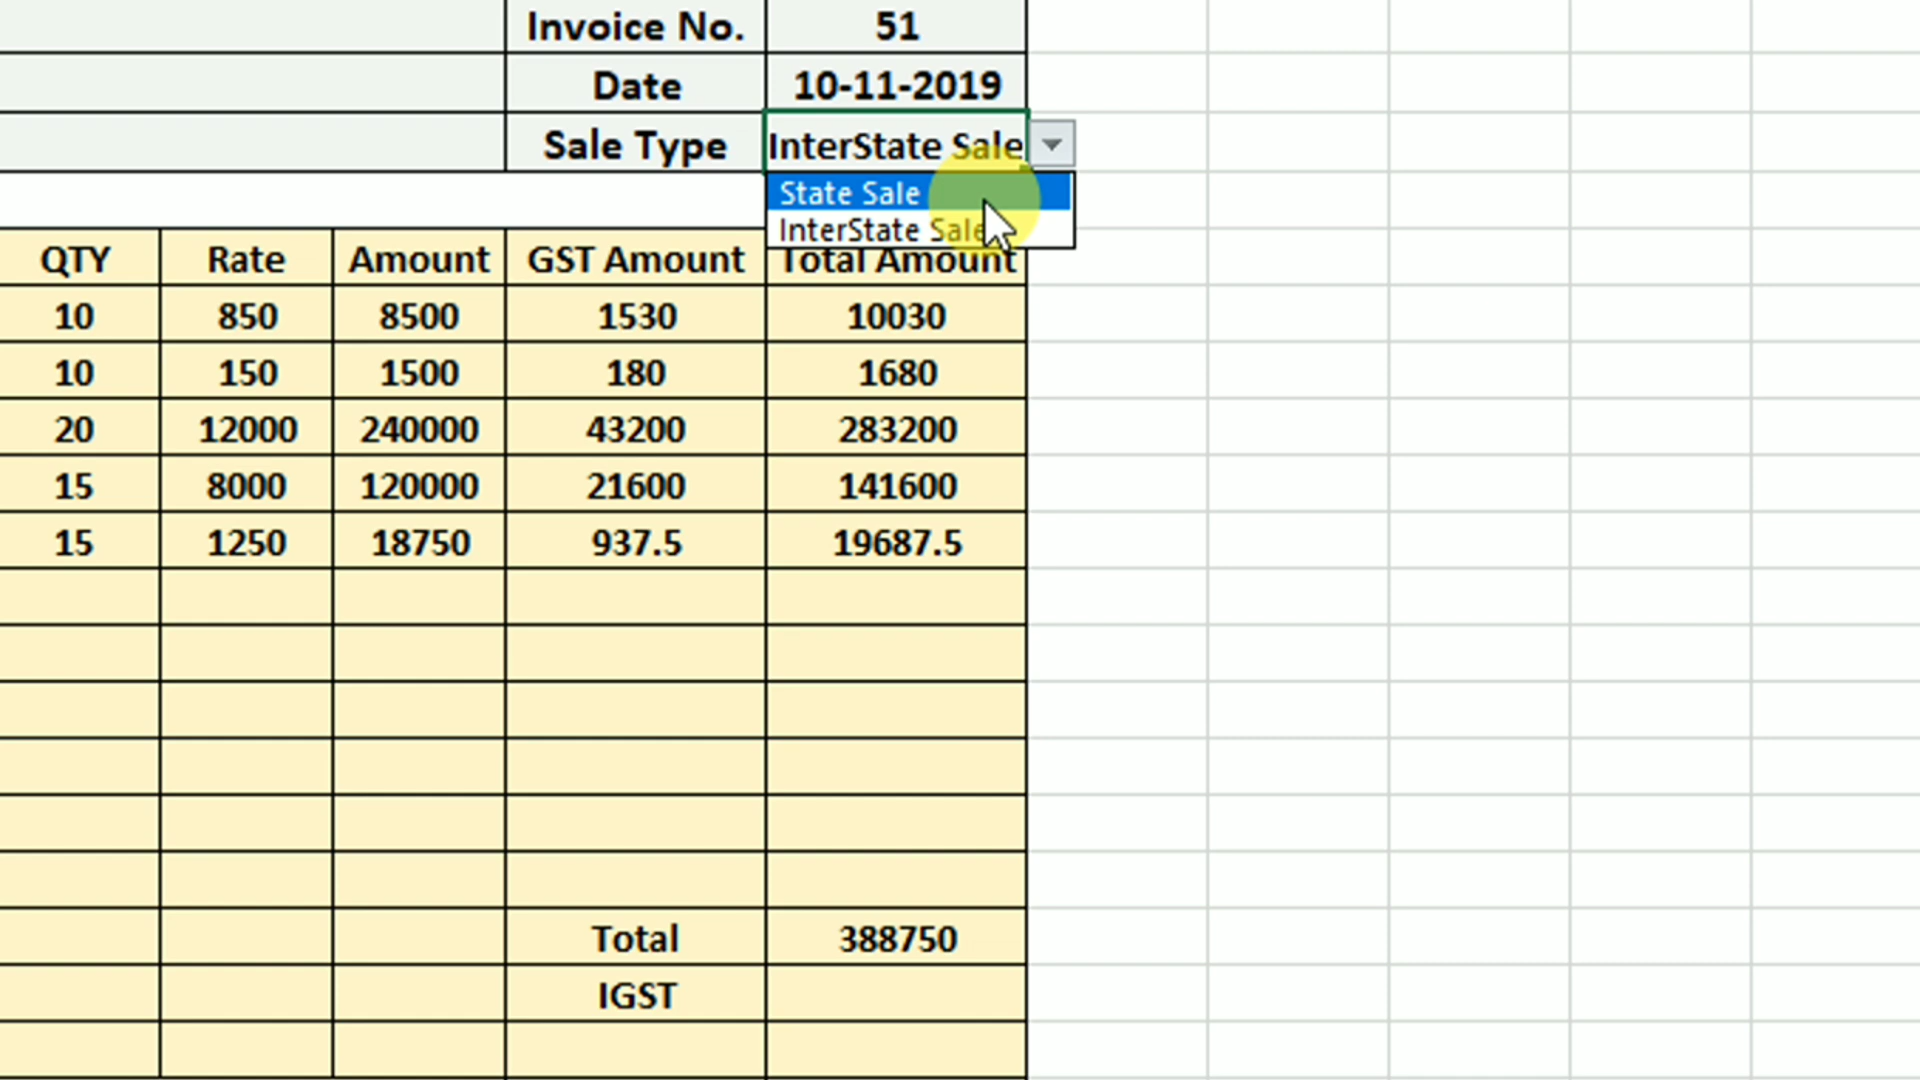 Invoice No. 51
Date 10-11-2019
Sale Type InterState Sale
State Sale
InterState Sale
QTY Rate Amount GST Amount Total Amount
10 850 8500 1530 10030
10 150 1500 180 1680
20 12000 240000 43200 283200
15 8000 120000 21600 141600
15 1250 18750 937.5 19687.5
Total 388750
IGST